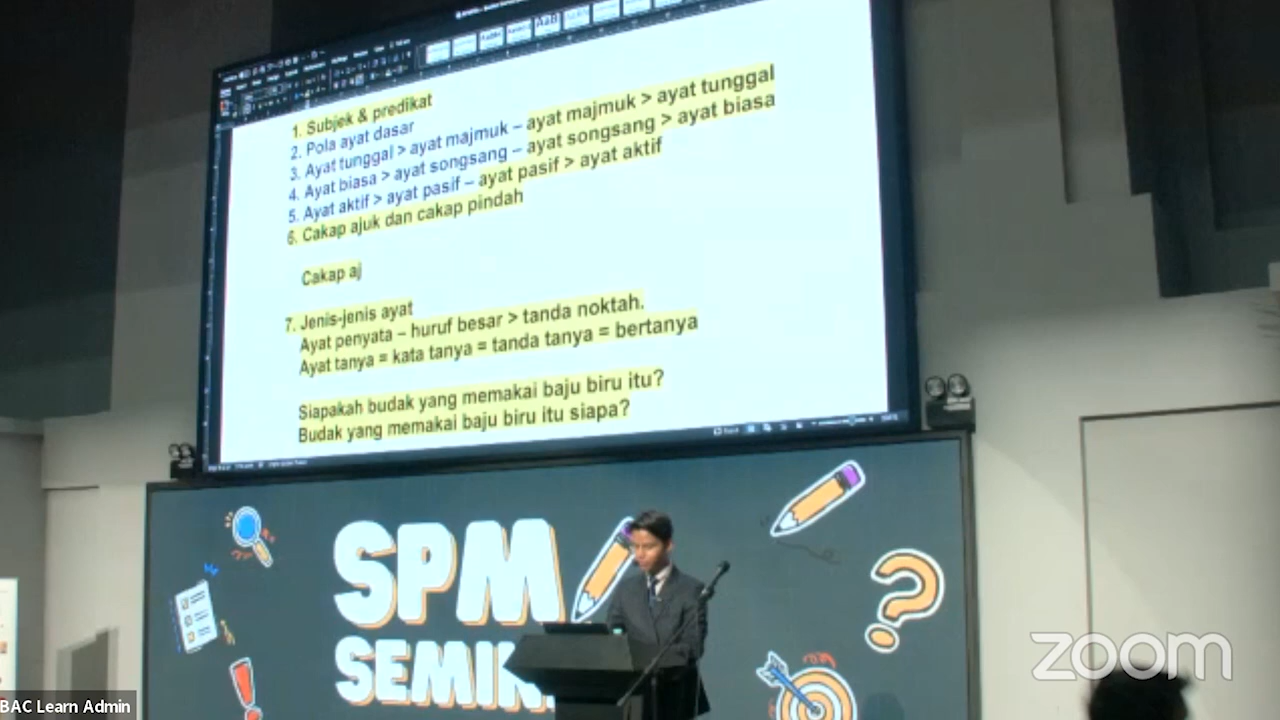 1. Subjek & predikat
2. Pola ayat dasar
3. Ayat tunggal > ayat majmuk – ayat majmuk > ayat tunggal
4. Ayat biasa > ayat songsang – ayat songsang > ayat biasa
5. Ayat aktif > ayat pasif – ayat pasif > ayat aktif
6. Cakap ajuk dan cakap pindah
Cakap aj
7. Jenis-jenis ayat
Ayat penyata – huruf besar > tanda noktah.
Ayat tanya = kata tanya = tanda tanya = bertanya
Siapakah budak yang memakai baju biru itu?
Budak yang memakai baju biru itu siapa?
SPM
zoom
BAC Learn Admin